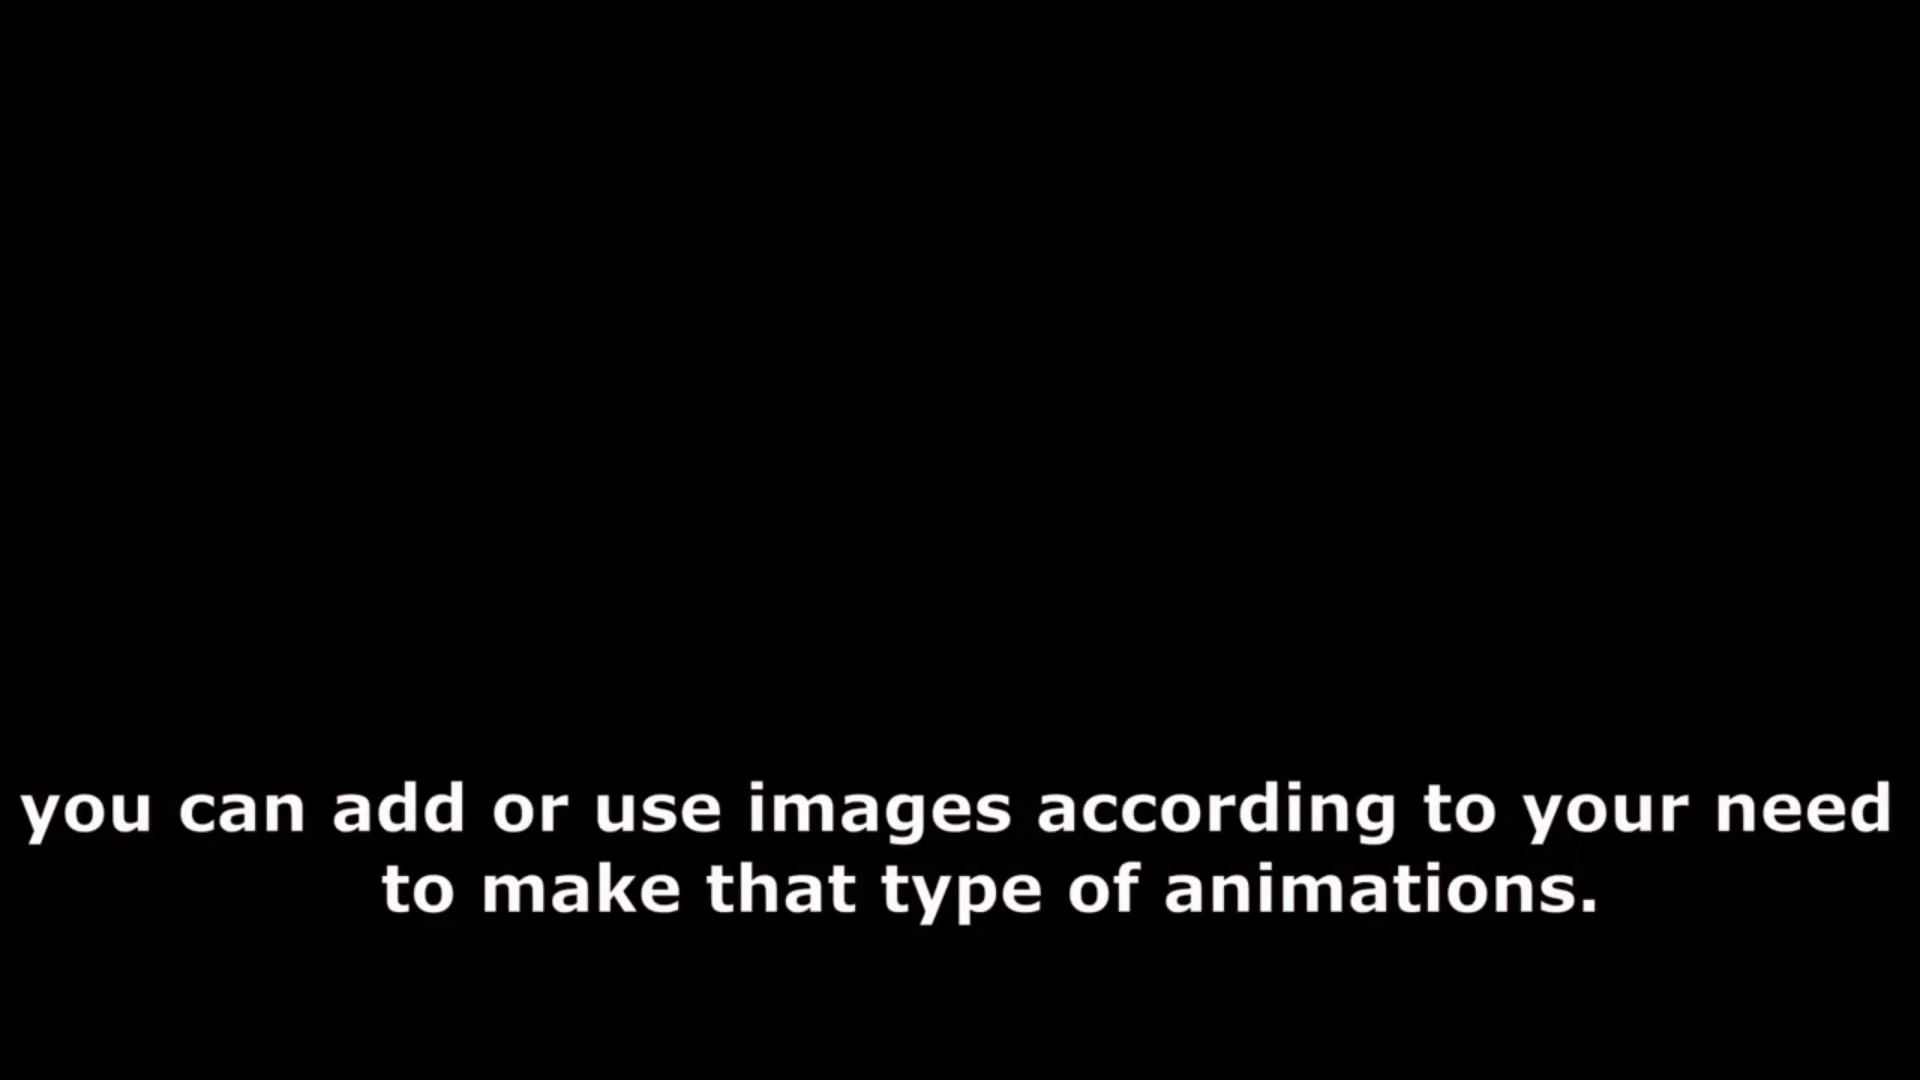 you can add or use images according to your need
to make that type of animations.